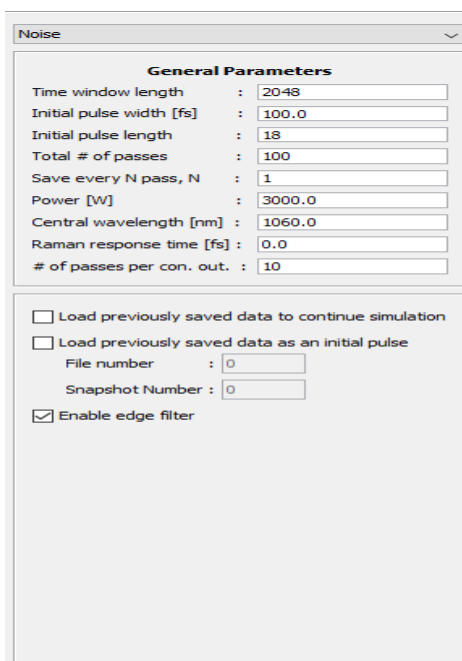 Noise
General Parameters
Time window length : 2048
Initial pulse width [fs] : 100.0
Initial pulse length : 18
Total # of passes : 100
Save every N pass, N : 1
Power [W] : 3000.0
Central wavelength [nm] : 1060.0
Raman response time [fs] : 0.0
# of passes per con. out. : 10
Load previously saved data to continue simulation
Load previously saved data as an initial pulse
File number : 0
Snapshot Number : 0
Enable edge filter